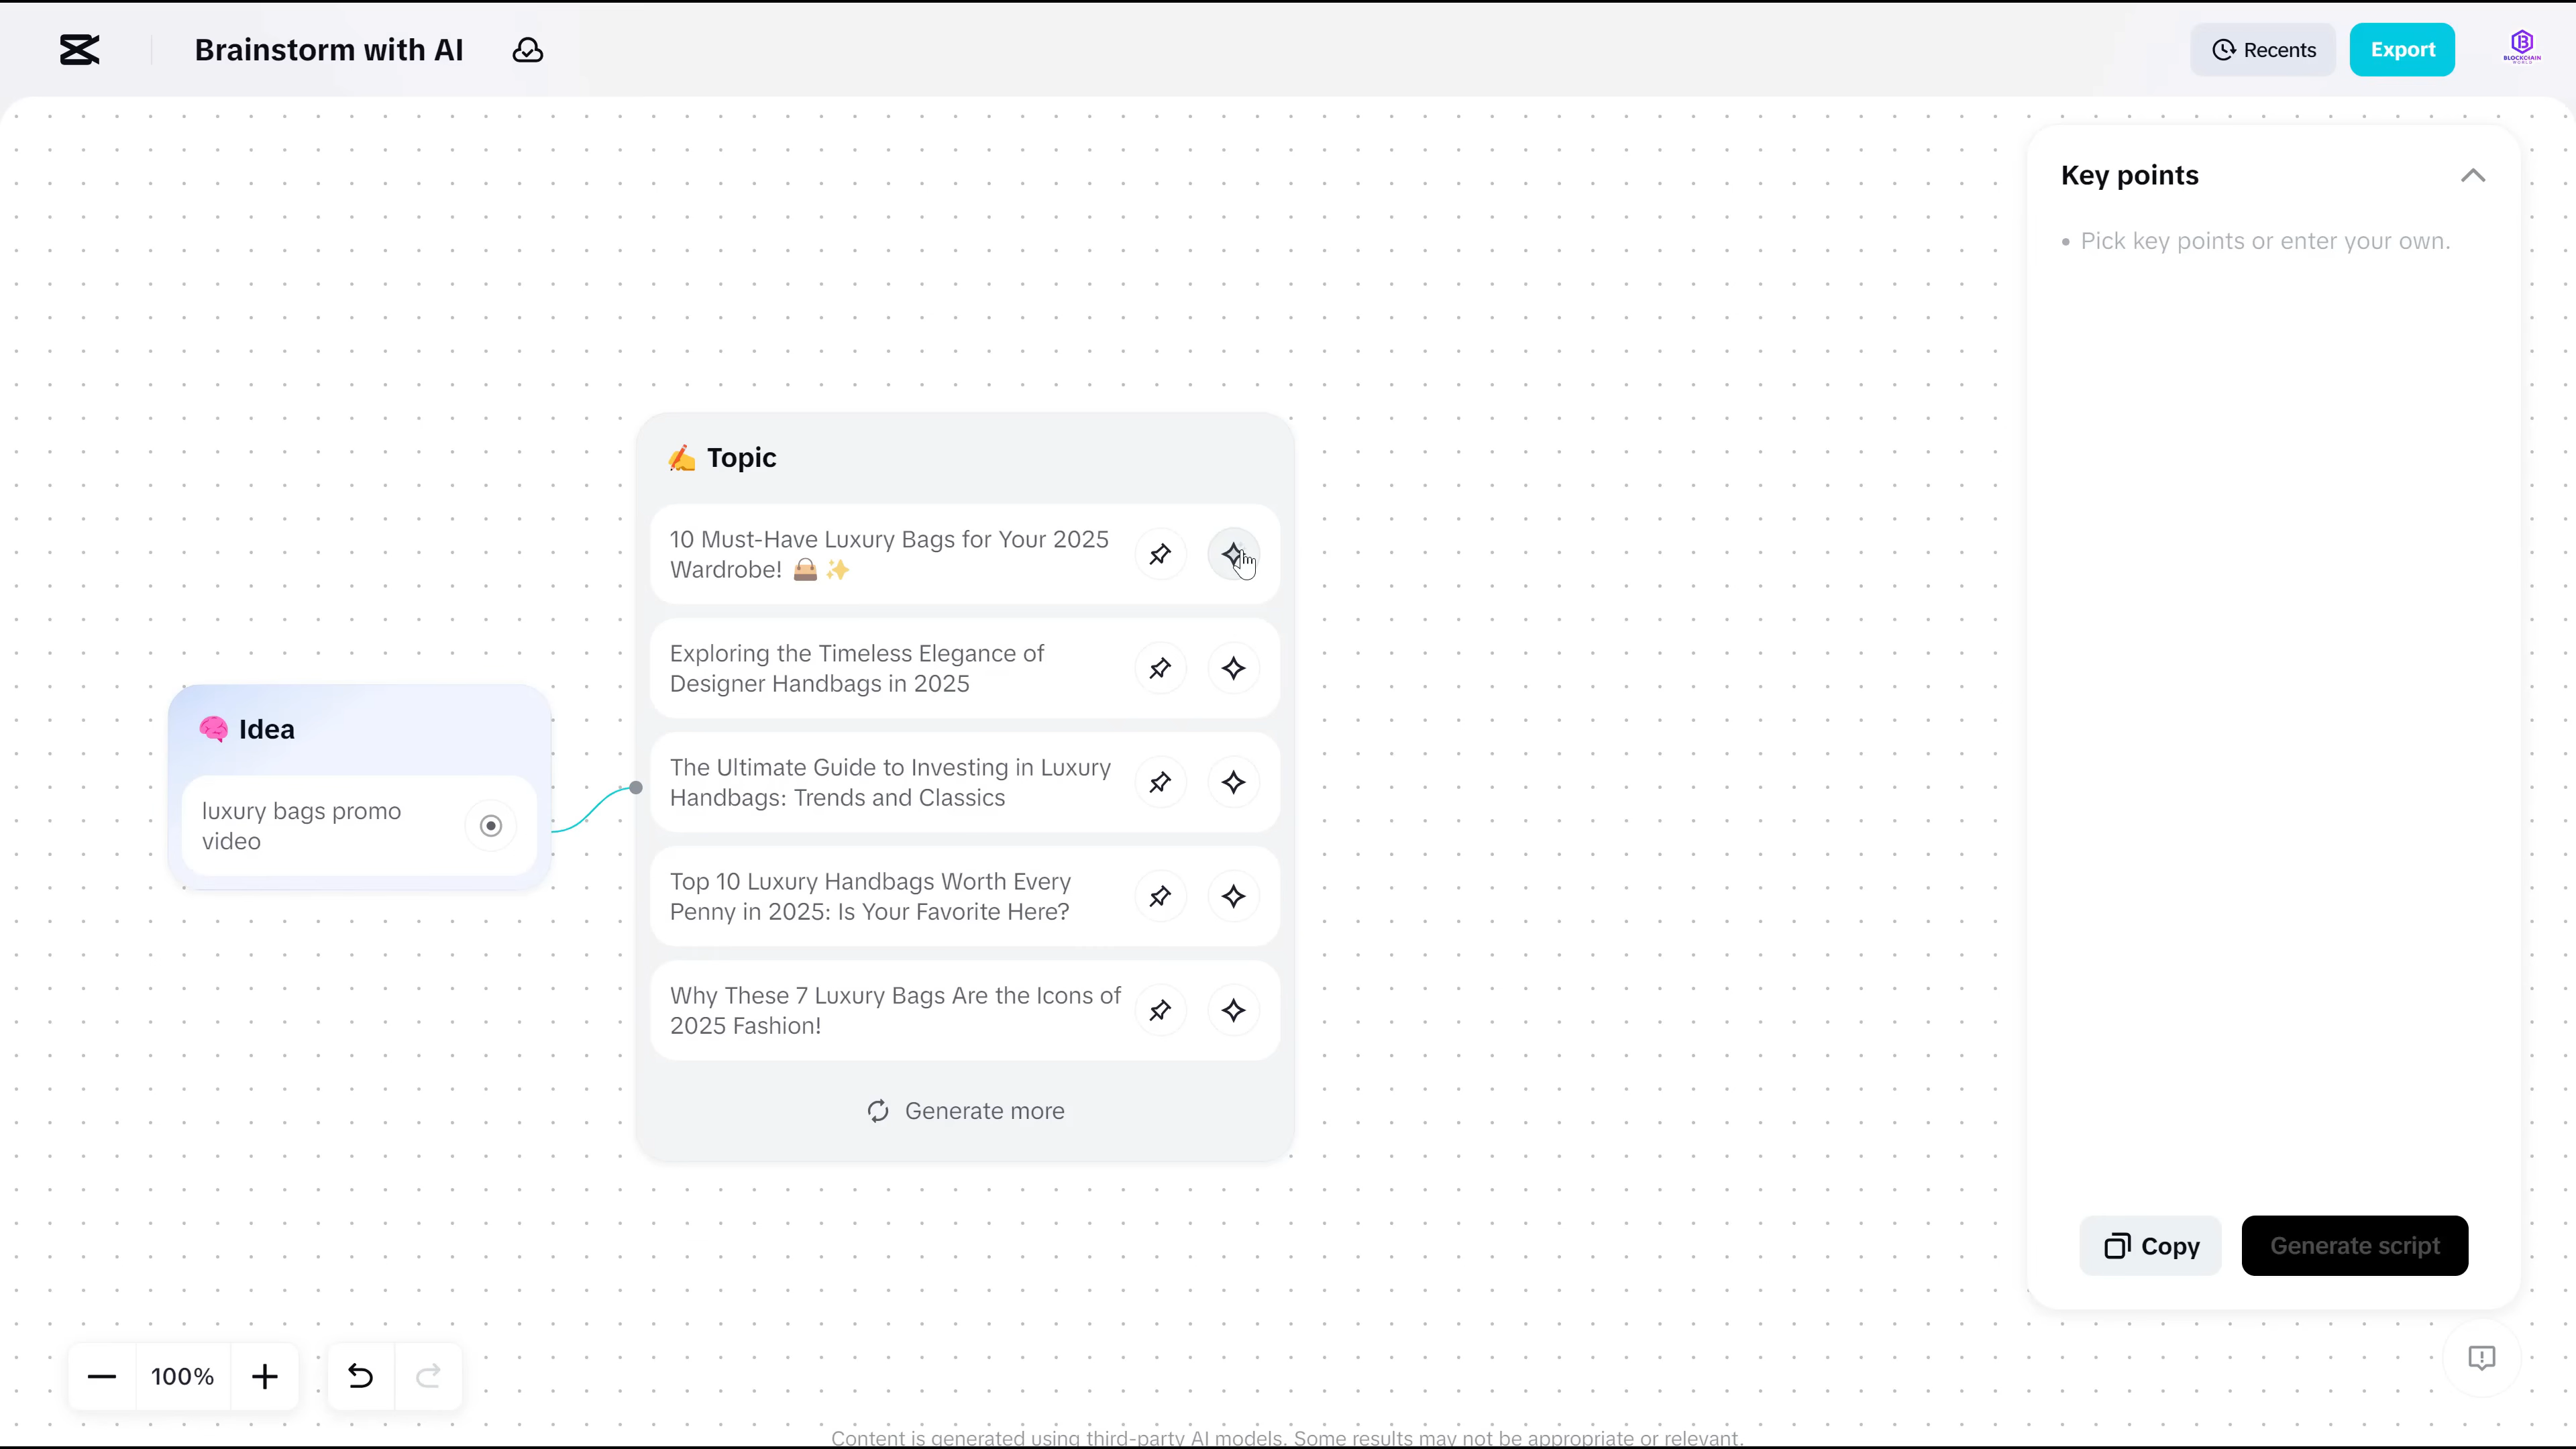 Brainstorm with AI
Recents
Export
BLOCKCHAIN
WORLD
Key points
• Pick key points or enter your own.
✍️ Topic
10 Must-Have Luxury Bags for Your 2025
Wardrobe! 👜 ✨
Exploring the Timeless Elegance of
Designer Handbags in 2025
🧠 Idea
luxury bags promo
video
The Ultimate Guide to Investing in Luxury
Handbags: Trends and Classics
Top 10 Luxury Handbags Worth Every
Penny in 2025: Is Your Favorite Here?
Why These 7 Luxury Bags Are the Icons of
2025 Fashion!
Generate more
Copy
Generate script
100%
Content is generated using third-party AI models. Some results may not be appropriate or relevant.